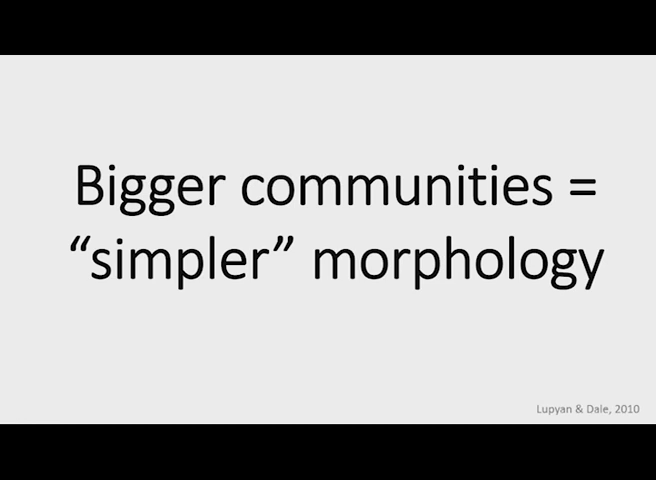 Bigger communities =
“simpler” morphology
Lupyan & Dale, 2010